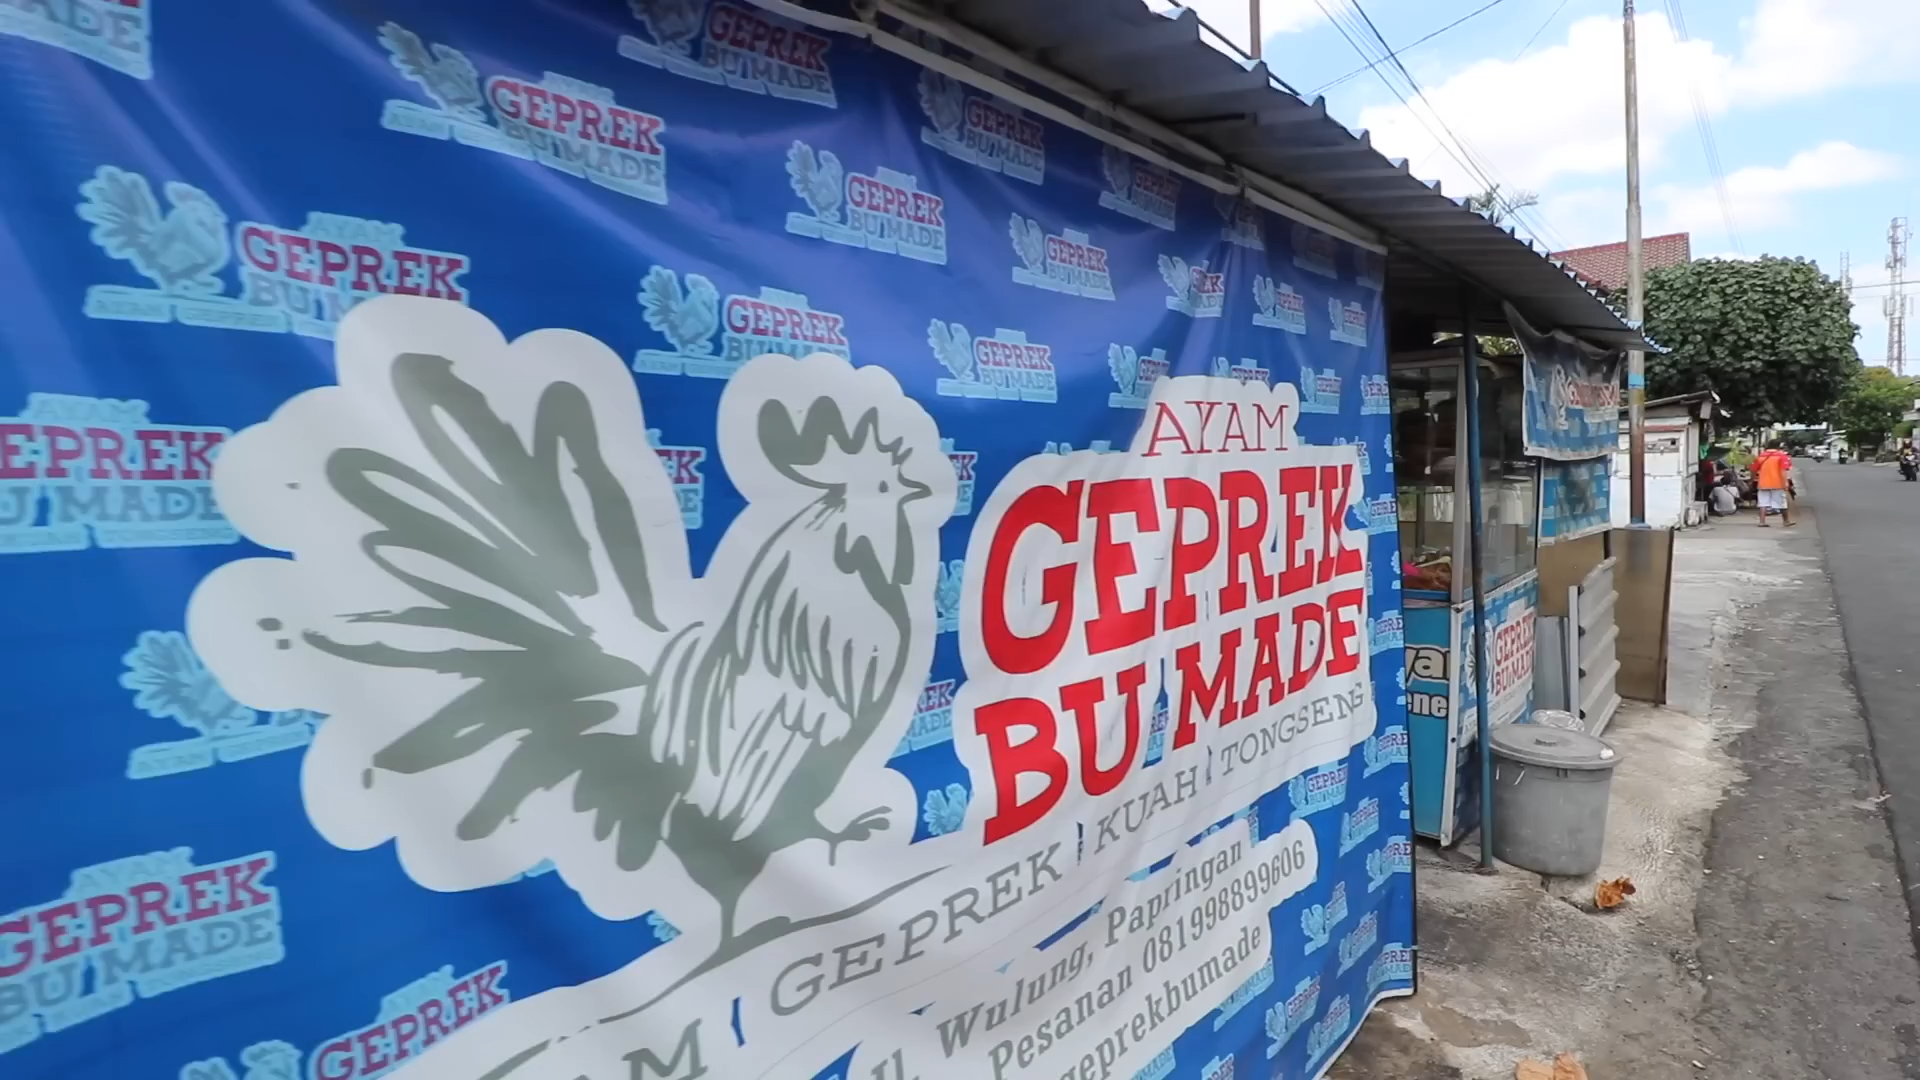 AYAM
GEPREK
BU MADE
GEPREK KUAH TONGSENG
Jl. Wulung, Papringan
Pesanan 081998899606
geprekbumade
AYAM
GEPREK
BU MADE
GEPREK
BU MADE